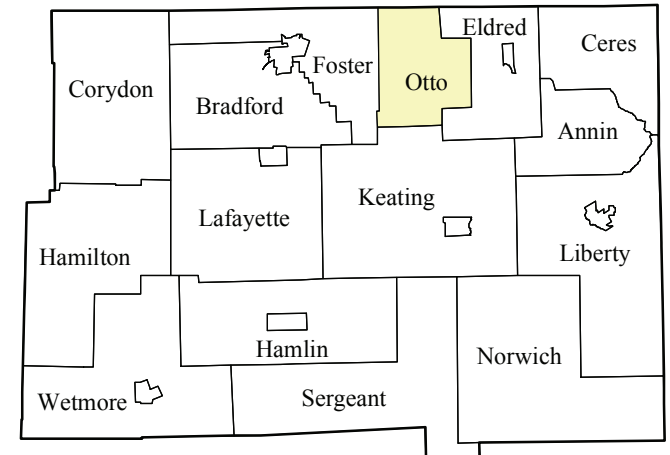 Eldred
Ceres
Foster
Otto
Corydon
Bradford
Annin
Keating
Lafayette
Liberty
Hamilton
Hamlin
Norwich
Wetmore
Sergeant